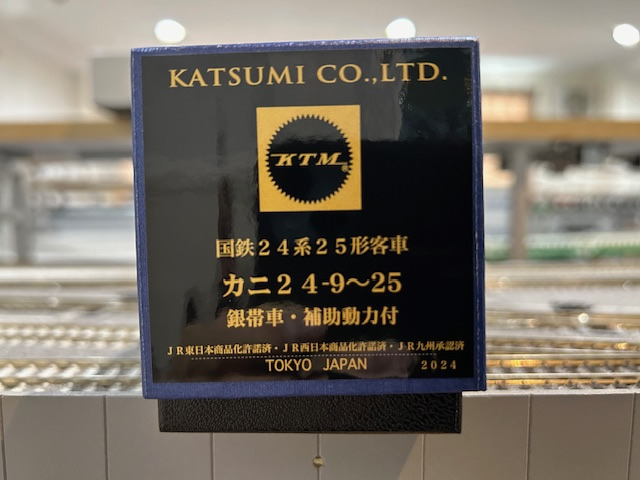 KATSUMI CO.,LTD.
KTM®
国鉄24系25形客車
カニ24-9～25
銀帯車・補助動力付
JR東日本商品化許諾済・JR西日本商品化許諾済・JR九州承認済
TOKYO JAPAN 2024